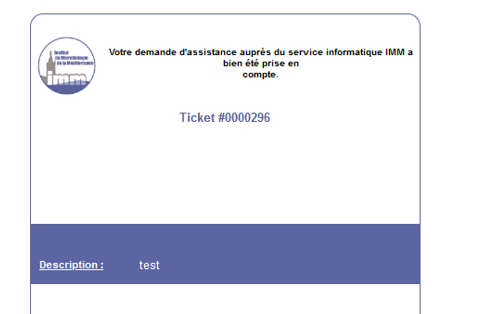 Institut
de Microbiologie
de la Méditerranée
Votre demande d'assistance auprès du service informatique IMM a
bien été prise en
compte.
Ticket #0000296
Description :
test